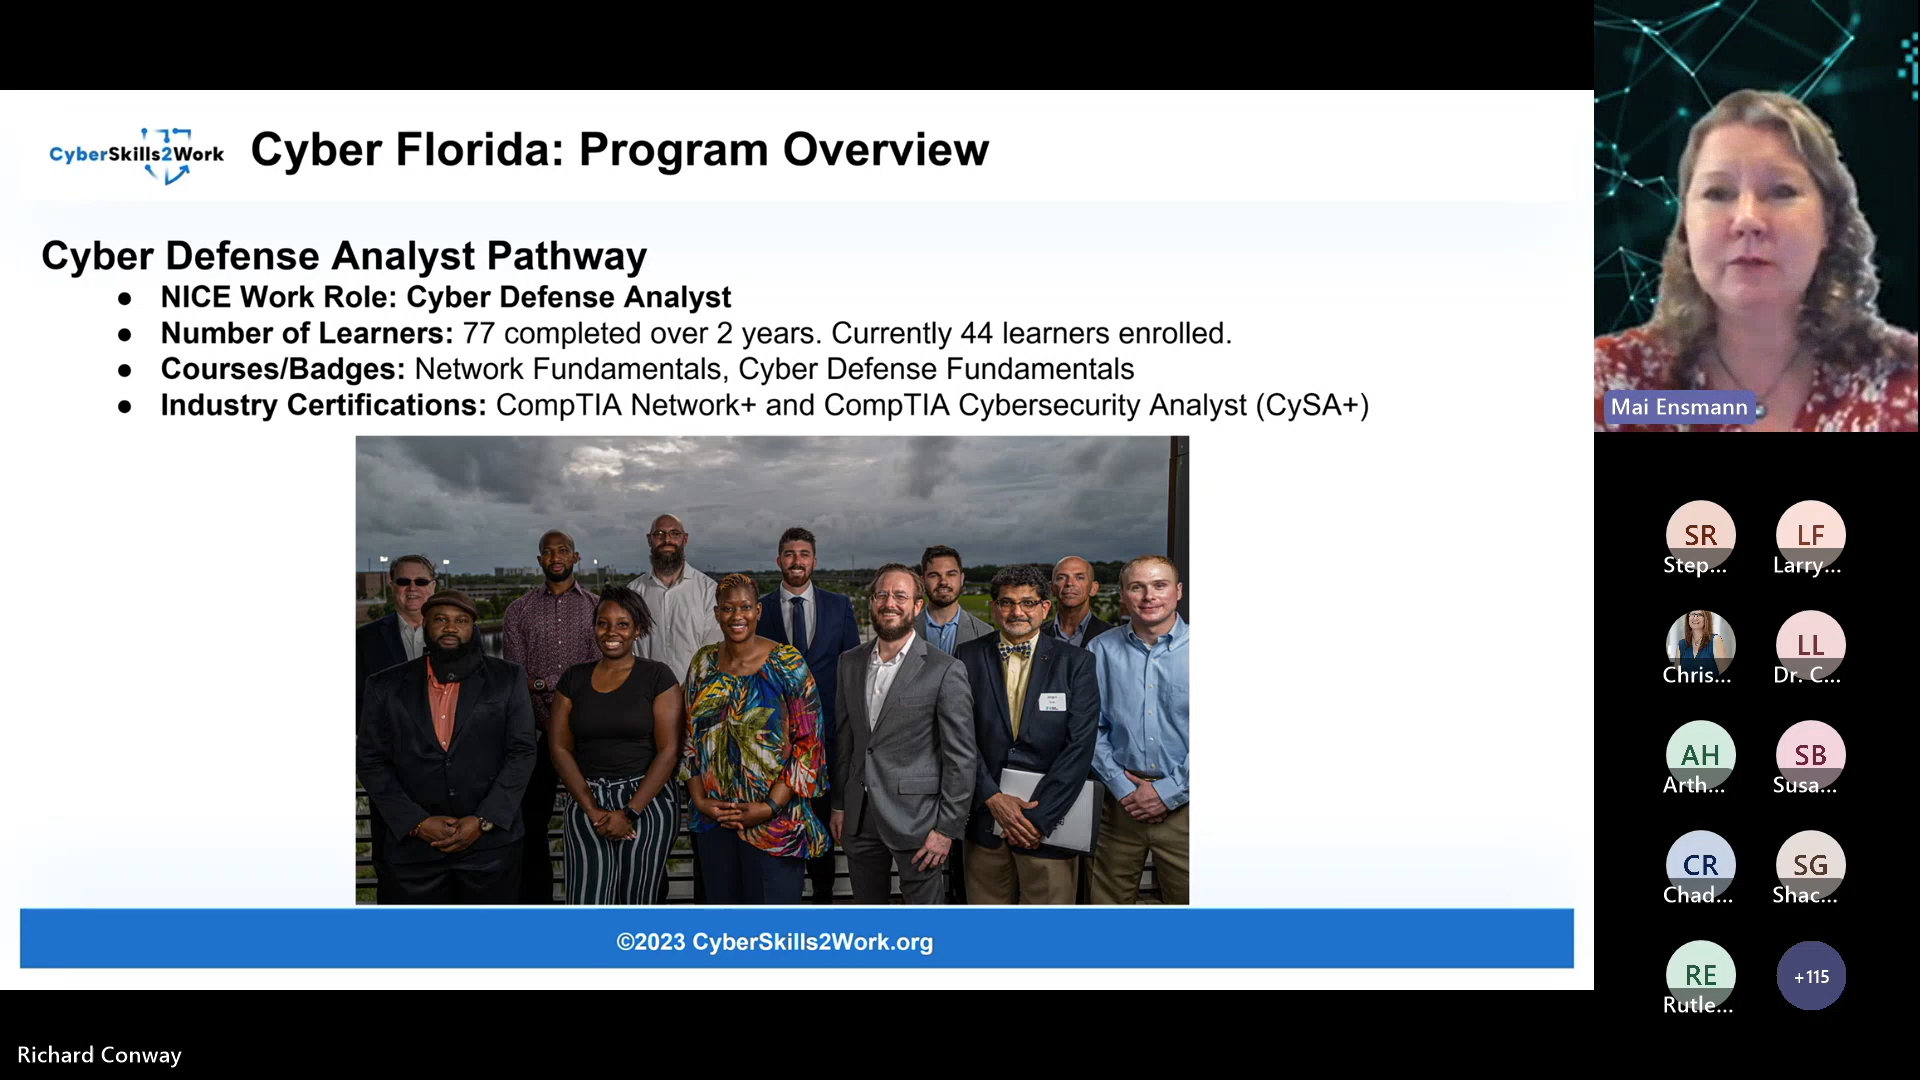 CyberSkills2Work
Cyber Florida: Program Overview
Cyber Defense Analyst Pathway
● NICE Work Role: Cyber Defense Analyst
● Number of Learners: 77 completed over 2 years. Currently 44 learners enrolled.
● Courses/Badges: Network Fundamentals, Cyber Defense Fundamentals
● Industry Certifications: CompTIA Network+ and CompTIA Cybersecurity Analyst (CySA+)
©2023 CyberSkills2Work.org
Mai Ensmann
SR
Step...
LF
Larry...
Chris...
LL
Dr. C...
AH
Arth...
SB
Susa...
CR
Chad...
SG
Shac...
RE
Rutle...
+115
Richard Conway